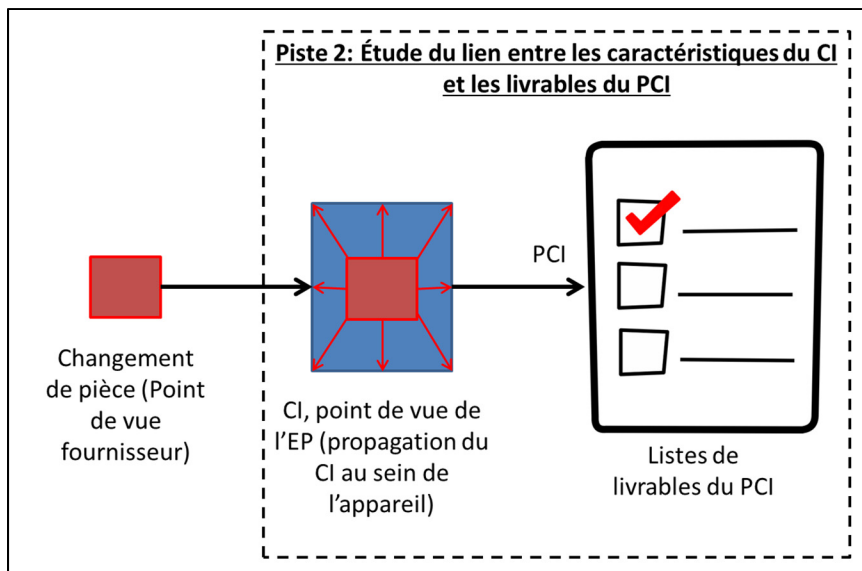 Piste 2: Étude du lien entre les caractéristiques du CI
et les livrables du PCI
PCI
Changement
de pièce (Point
de vue
fournisseur)
CI, point de vue de
l'EP (propagation du
CI au sein de
l'appareil)
Listes de
livrables du PCI